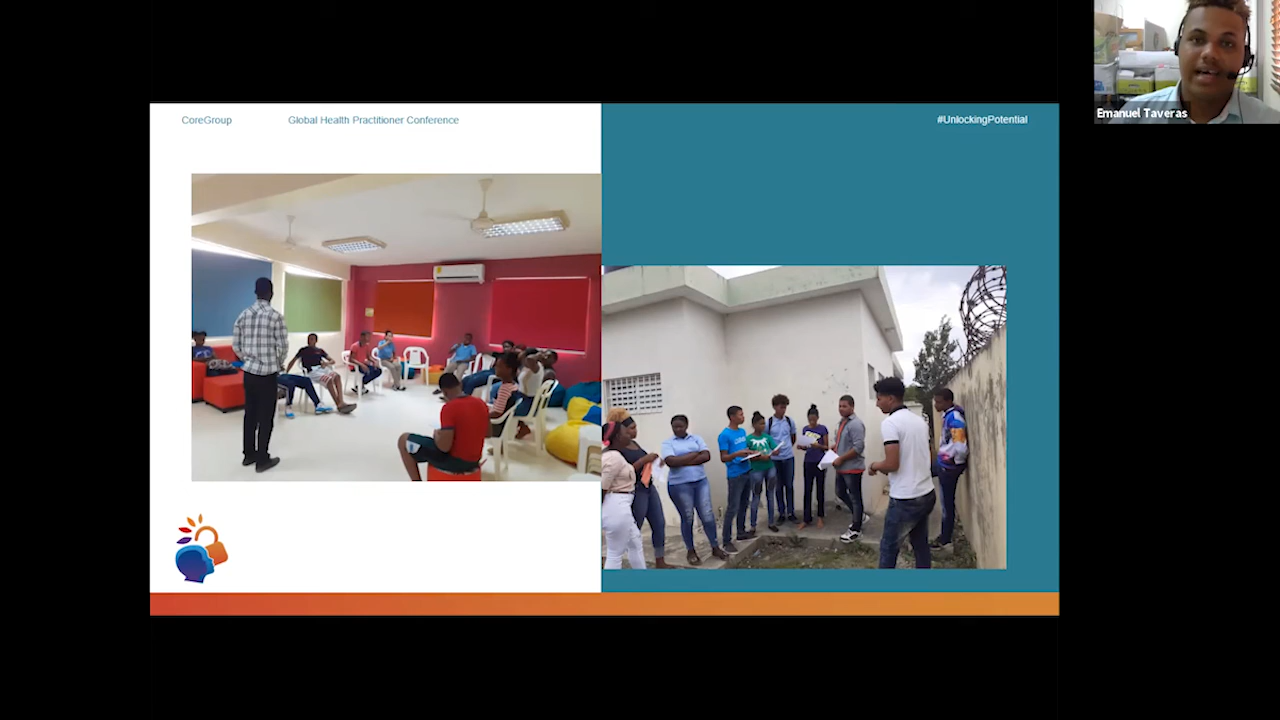 CoreGroup
Global Health Practitioner Conference
#UnlockingPotential
Emanuel Taveras